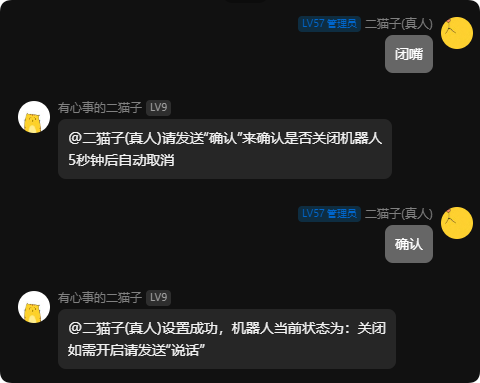 LV57 管理员 二猫子(真人)
闭嘴
有心事的二猫子 LV9
@二猫子(真人)请发送“确认”来确认是否关闭机器人
5秒钟后自动取消
LV57 管理员 二猫子(真人)
确认
有心事的二猫子 LV9
@二猫子(真人)设置成功，机器人当前状态为：关闭
如需开启请发送“说话”